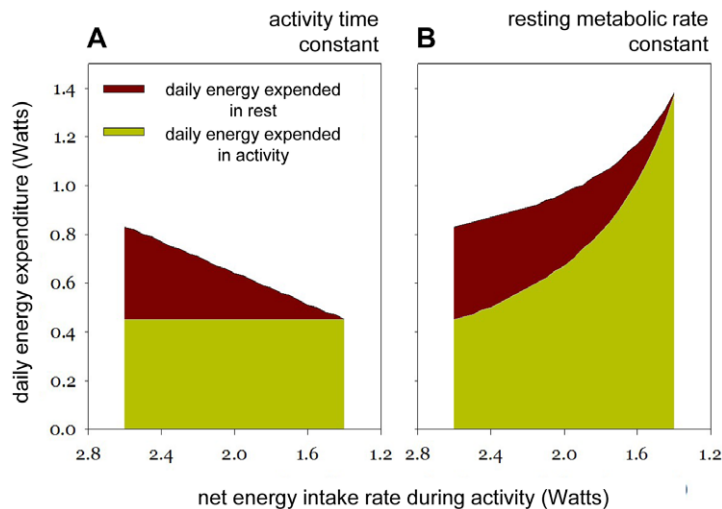 A
activity time
constant
B
resting metabolic rate
constant
daily energy expenditure (Watts)
1.4
1.2
1.0
0.8
0.6
0.4
0.2
0.0
daily energy expended
in rest
daily energy expended
in activity
2.8 2.4 2.0 1.6 1.2
2.8 2.4 2.0 1.6 1.2
net energy intake rate during activity (Watts)